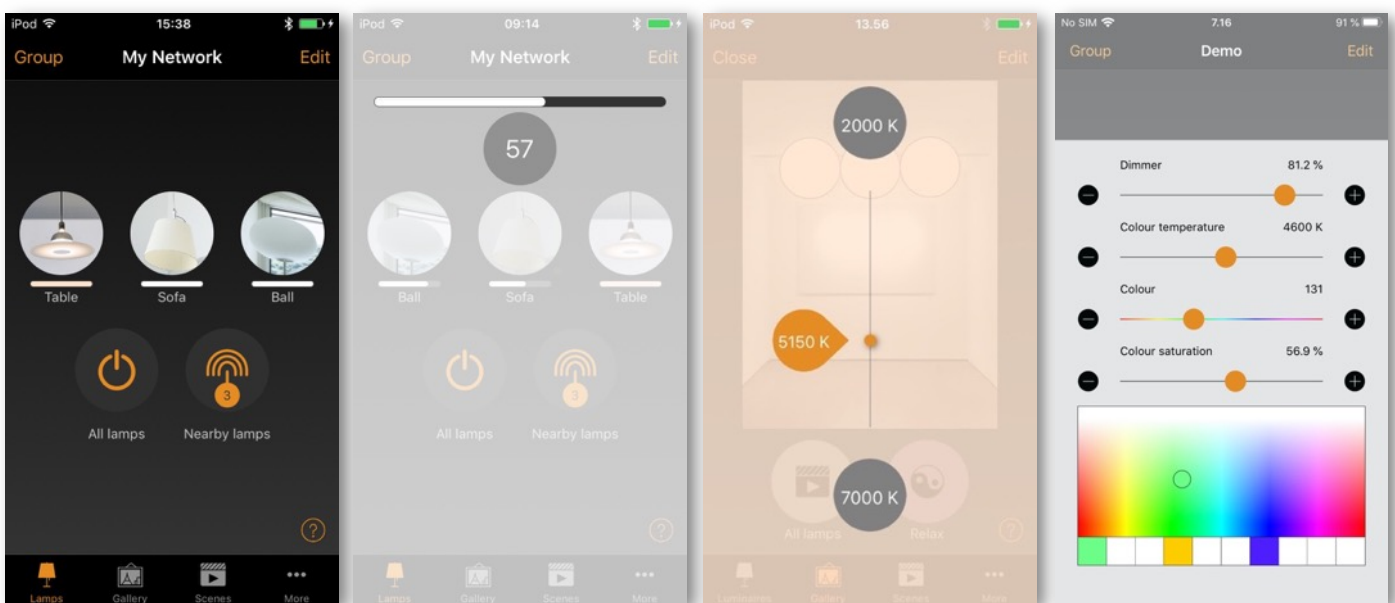 iPod 15:38
Group My Network Edit
Table Sofa Ball
3
All lamps Nearby lamps
?
Lamps Gallery Scenes More
iPod 09:14
Group My Network Edit
57
Ball Sofa Table
3
All lamps Nearby lamps
?
Lamps Gallery Scenes More
iPod 13.56
Close Edit
2000 K
5150 K
7000 K
All lamps Relax
?
Luminaires Gallery Scenes More
No SIM 7.16 91 %
Group Demo Edit
Dimmer 81.2 %
Colour temperature 4600 K
Colour 131
Colour saturation 56.9 %